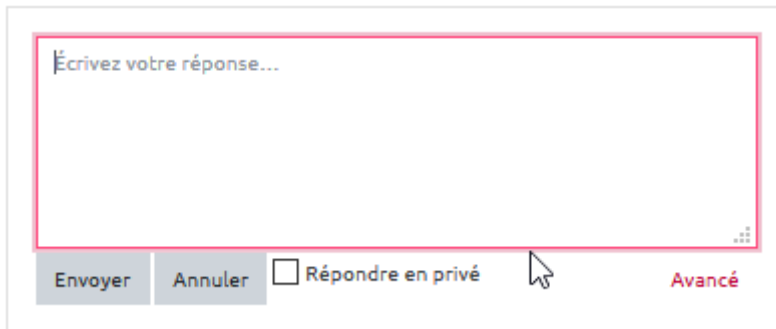 Écrivez votre réponse...
Envoyer Annuler Répondre en privé Avancé